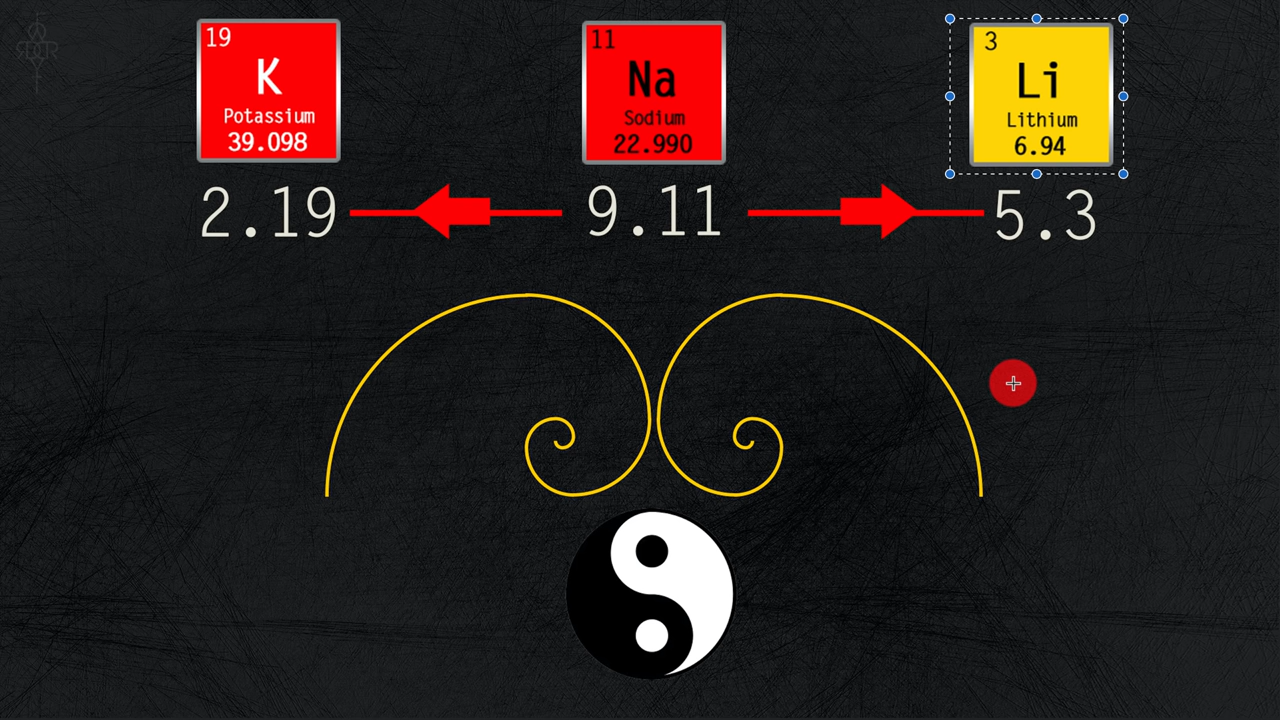 19
K
Potassium
39.098
11
Na
Sodium
22.990
3
Li
Lithium
6.94
2.19
9.11
5.3